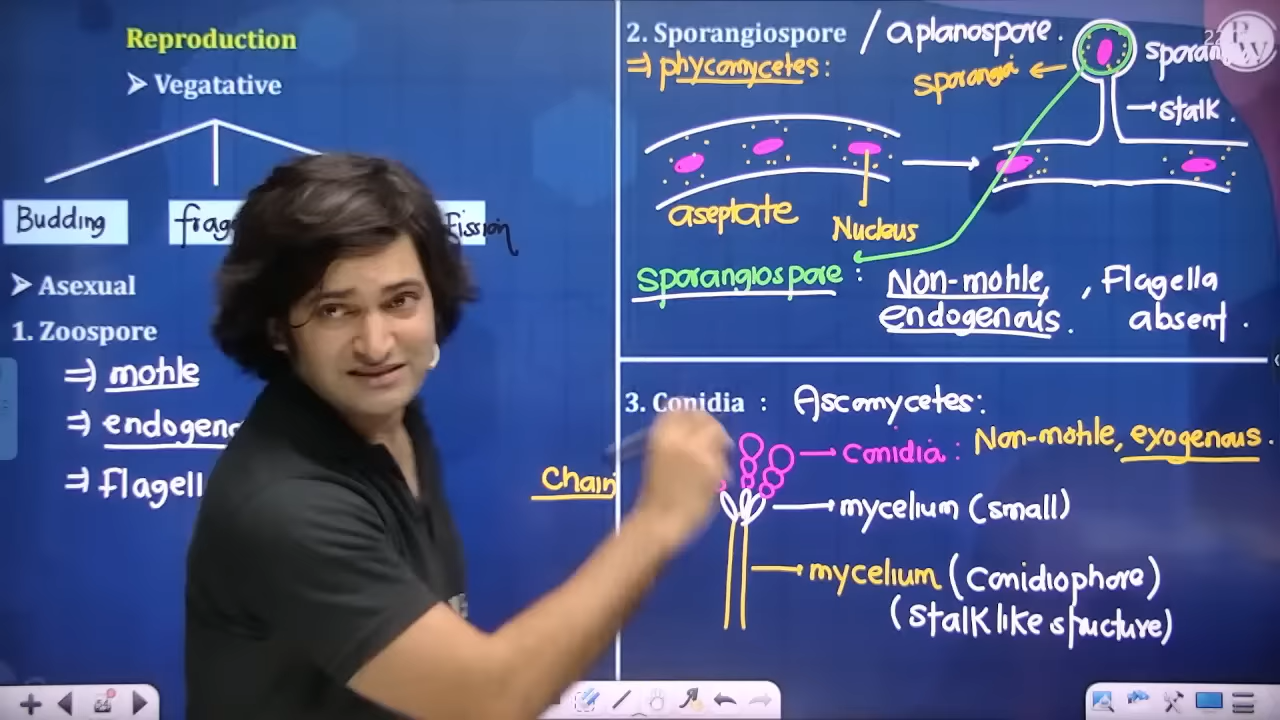 Reproduction
➤ Vegatative
Budding
Fission
➤ Asexual
1. Zoospore
⇒ motile
⇒
⇒
2. Sporangiospore / aplanospore.
⇒ phycomycetes:
sporangia
stalk.
aseptate
Nucleus
Sporangiospore : Non-motile, , Flagella
endogenous. absent.
3. Conidia : Ascomycetes:
Conidia : Non-motile, exogenous.
Chain
mycelium (small)
mycelium (Conidiophore)
(stalk like structure)
PW